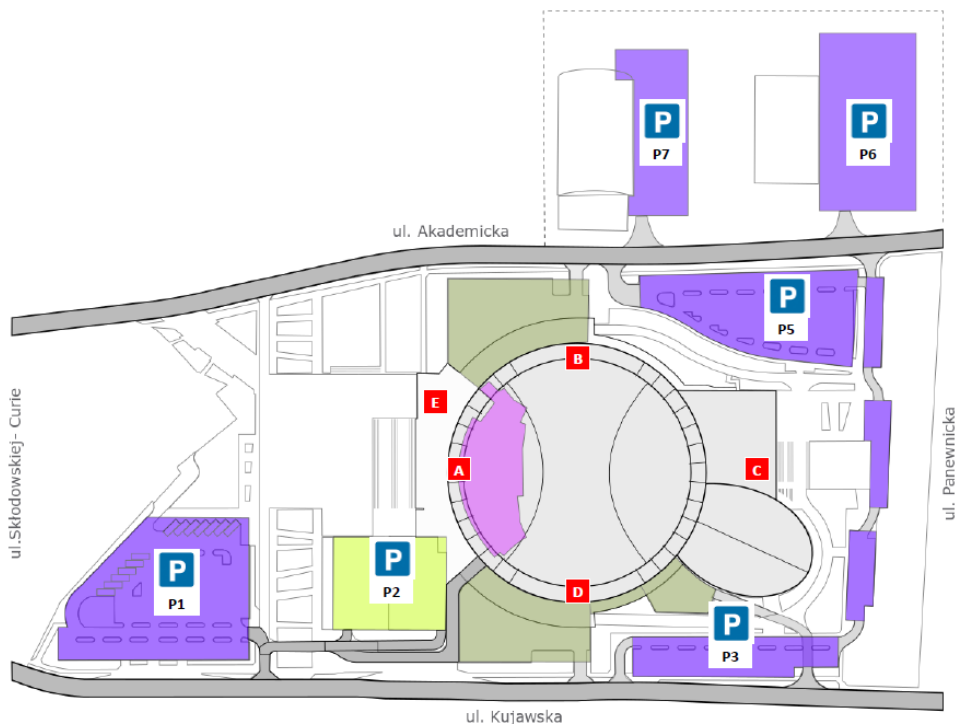 P
P7
P
P6
ul. Akademicka
P
P5
B
E
A
C
ul.Skłodowskiej- Curie
ul. Panewnicka
P
P1
P
P2
D
P
P3
ul. Kujawska